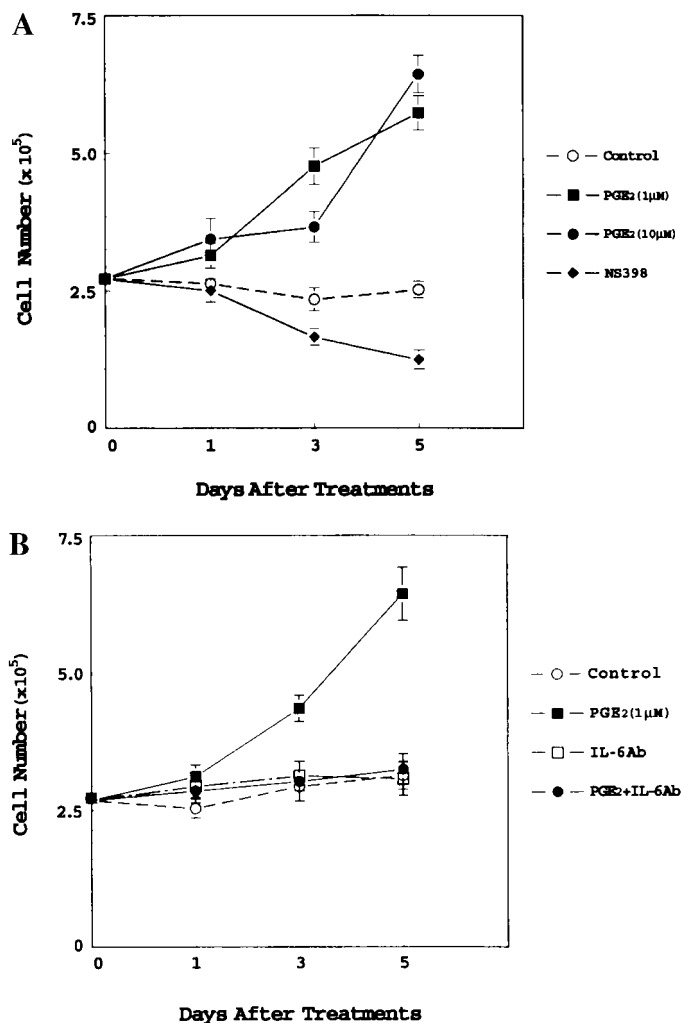 A
7.5
5.0
2.5
0
Cell Number (x 10⁵)
0 1 3 5
Days After Treatments
Control
PGE₂(1μM)
PGE₂(10μM)
NS398
B
7.5
5.0
2.5
0
Cell Number (x10⁵)
0 1 3 5
Days After Treatments
Control
PGE₂(1μM)
IL-6Ab
PGE₂+IL-6Ab